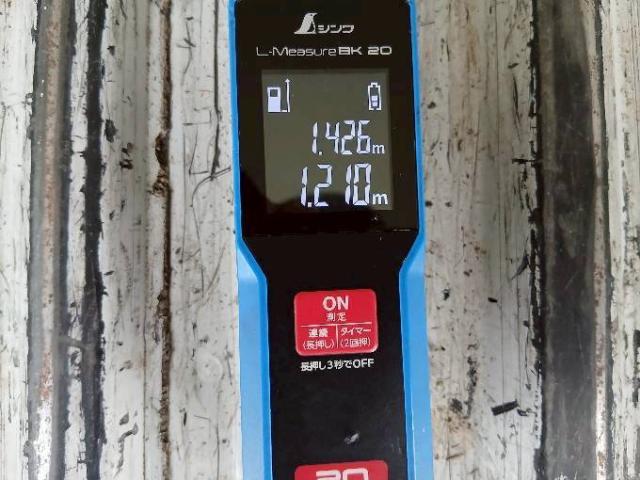 シンワ
L-Measure BK 20
1.426m
1.210m
ON
測定
連続 タイマー
(長押し) (2回押)
長押し3秒でOFF
20